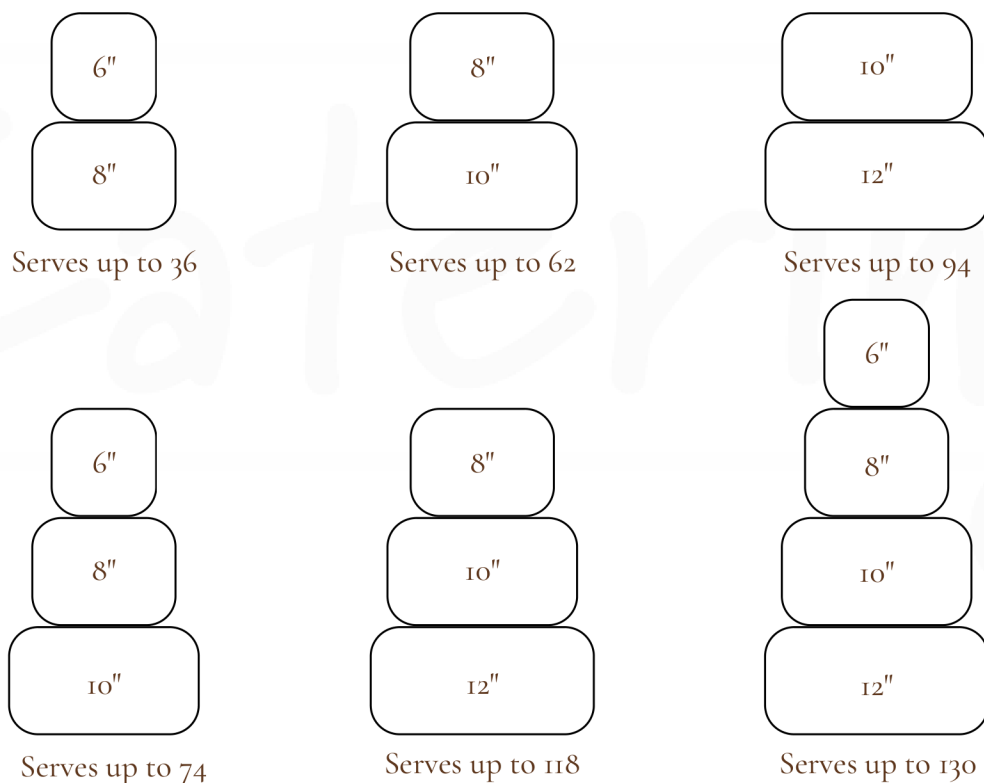 6"
8"
Serves up to 36
8"
10"
Serves up to 62
10"
12"
Serves up to 94
6"
8"
10"
Serves up to 74
8"
10"
12"
Serves up to 118
6"
8"
10"
12"
Serves up to 130